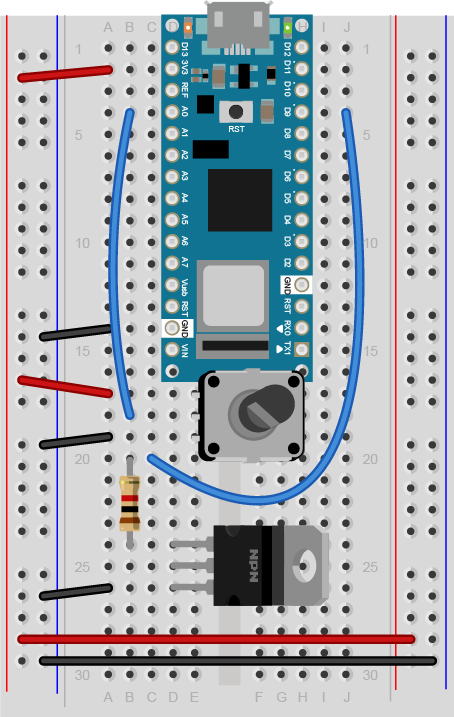 A B C D H I J
1 D13 D12 1
3V3 D11
REF D10
A0 D9
5 A1 RST D8 5
A2 D7
A3 D6
A4 D5
A5 D4
10 A6 D3 10
A7 D2
Vusb GND
RST RST
GND RX0
15 VIN TX1 15
20 20
NPN
25 25
30 30
A B C D E F G H I J